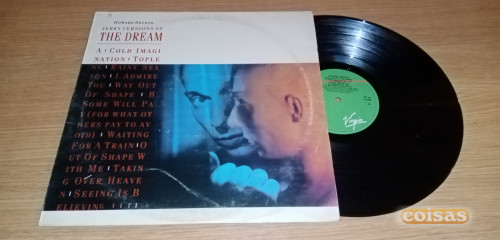 HOWARD DEVOTO
JERKY VERSIONS OF
THE DREAM
A • COLD IMAGI
NATION • TOPLE
SS • RAINY SEA
SON • I ADMIRE
YOU • WAY OUT
OF SHAPE • B
SOME WILL PA
Y (FOR WHAT OT
HERS PAY TO AV
OID) • WAITING
FOR A TRAIN • O
UT OF SHAPE W
ITH ME • TAKIN
G OVER HEAVE
N • SEEING IS B
ELIEVING
Virgin
coisas